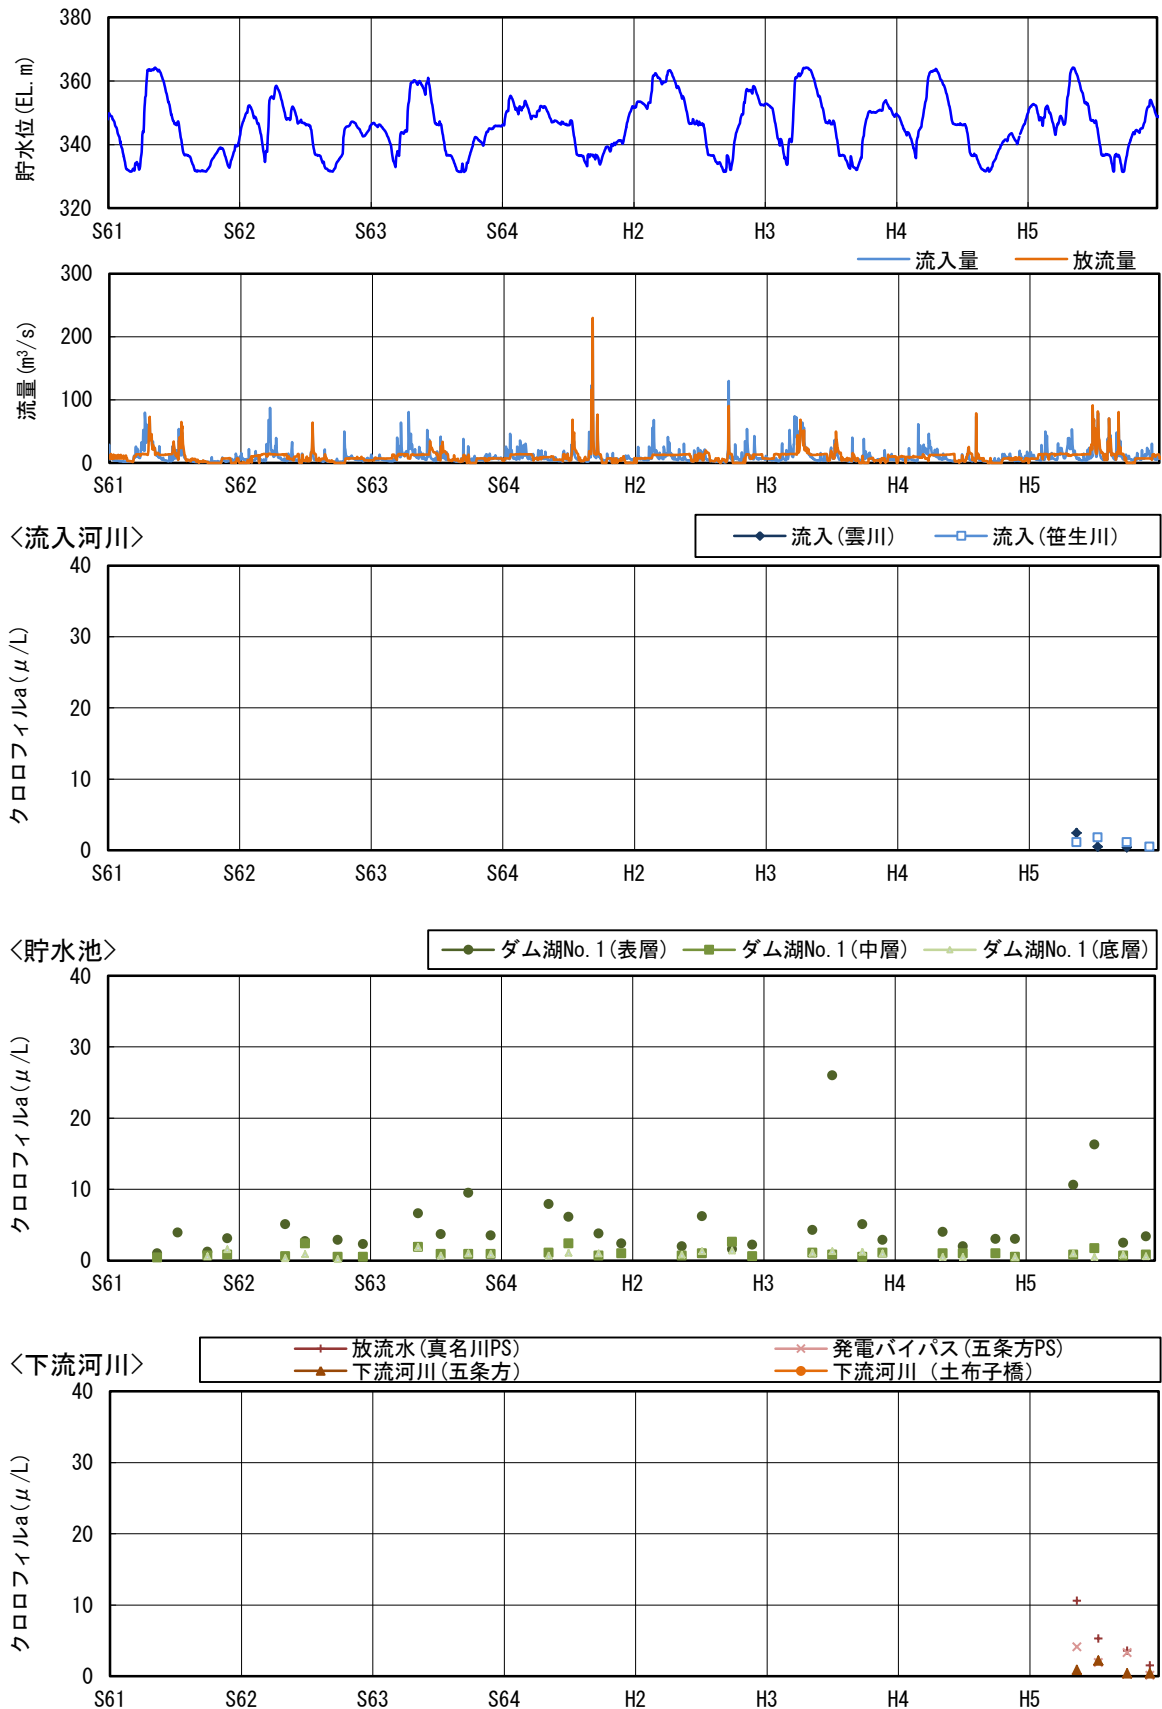 380
360
340
320
貯水位(EL.m)
S61 S62 S63 S64 H2 H3 H4 H5
流入量 放流量
300
200
100
0
流量(m³/s)
S61 S62 S63 S64 H2 H3 H4 H5
<流入河川>
流入(雲川) 流入(笹生川)
40
30
20
10
0
クロロフィルa(μ/L)
S61 S62 S63 S64 H2 H3 H4 H5
<貯水池>
ダム湖No.1(表層) ダム湖No.1(中層) ダム湖No.1(底層)
40
30
20
10
0
クロロフィルa(μ/L)
S61 S62 S63 S64 H2 H3 H4 H5
<下流河川>
放流水(真名川PS) 発電バイパス(五条方PS)
下流河川(五条方) 下流河川 (土布子橋)
40
30
20
10
0
クロロフィルa(μ/L)
S61 S62 S63 S64 H2 H3 H4 H5